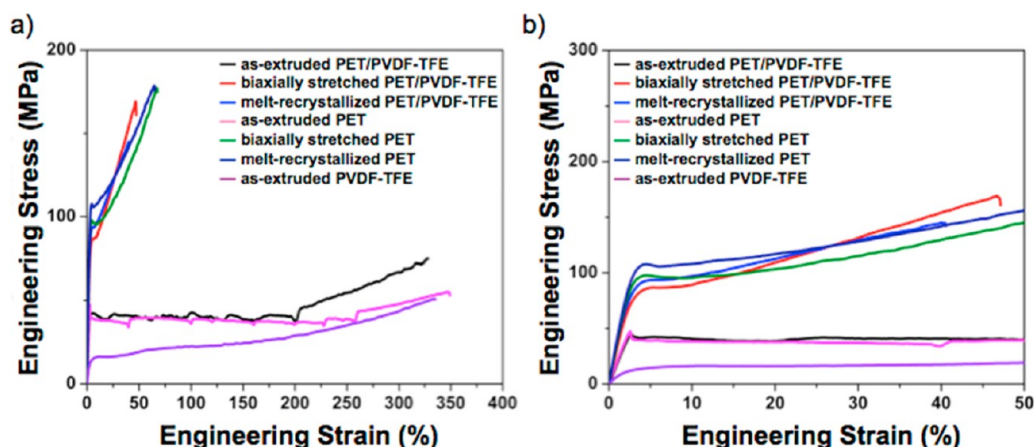 a)
200
100
0
0 50 100 150 200 250 300 350 400
Engineering Stress (MPa)
Engineering Strain (%)
as-extruded PET/PVDF-TFE
biaxially stretched PET/PVDF-TFE
melt-recrystallized PET/PVDF-TFE
as-extruded PET
biaxially stretched PET
melt-recrystallized PET
as-extruded PVDF-TFE
b)
300
200
100
0
0 10 20 30 40 50
Engineering Stress (MPa)
Engineering Strain (%)
as-extruded PET/PVDF-TFE
biaxially stretched PET/PVDF-TFE
melt-recrystallized PET/PVDF-TFE
as-extruded PET
biaxially stretched PET
melt-recrystallized PET
as-extruded PVDF-TFE